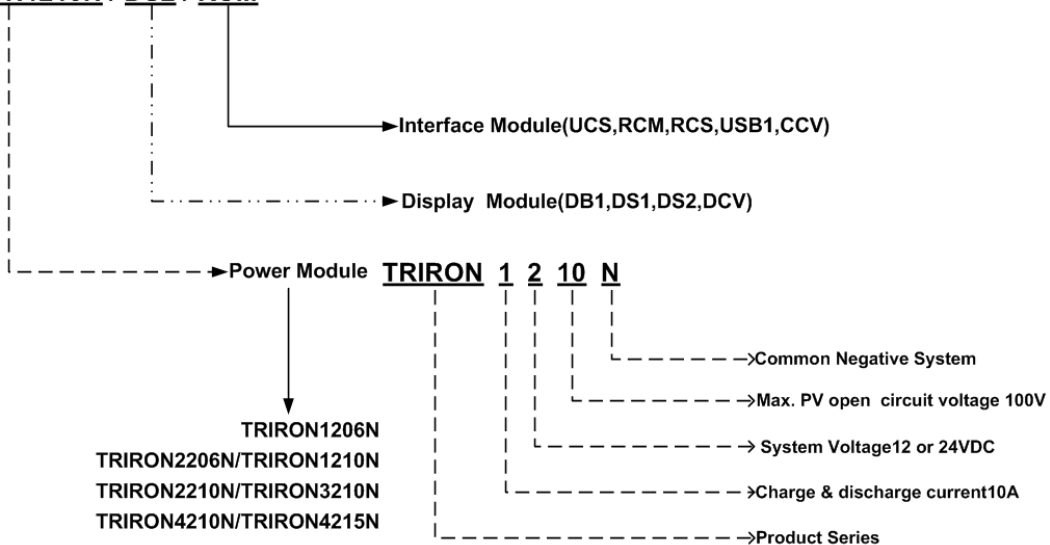 Interface Module(UCS,RCM,RCS,USB1,CCV)
Display Module(DB1,DS1,DS2,DCV)
Power Module TRIRON 1 2 10 N
Common Negative System
Max. PV open circuit voltage 100V
TRIRON1206N
System Voltage12 or 24VDC
TRIRON2206N/TRIRON1210N
TRIRON2210N/TRIRON3210N
Charge & discharge current10A
TRIRON4210N/TRIRON4215N
Product Series